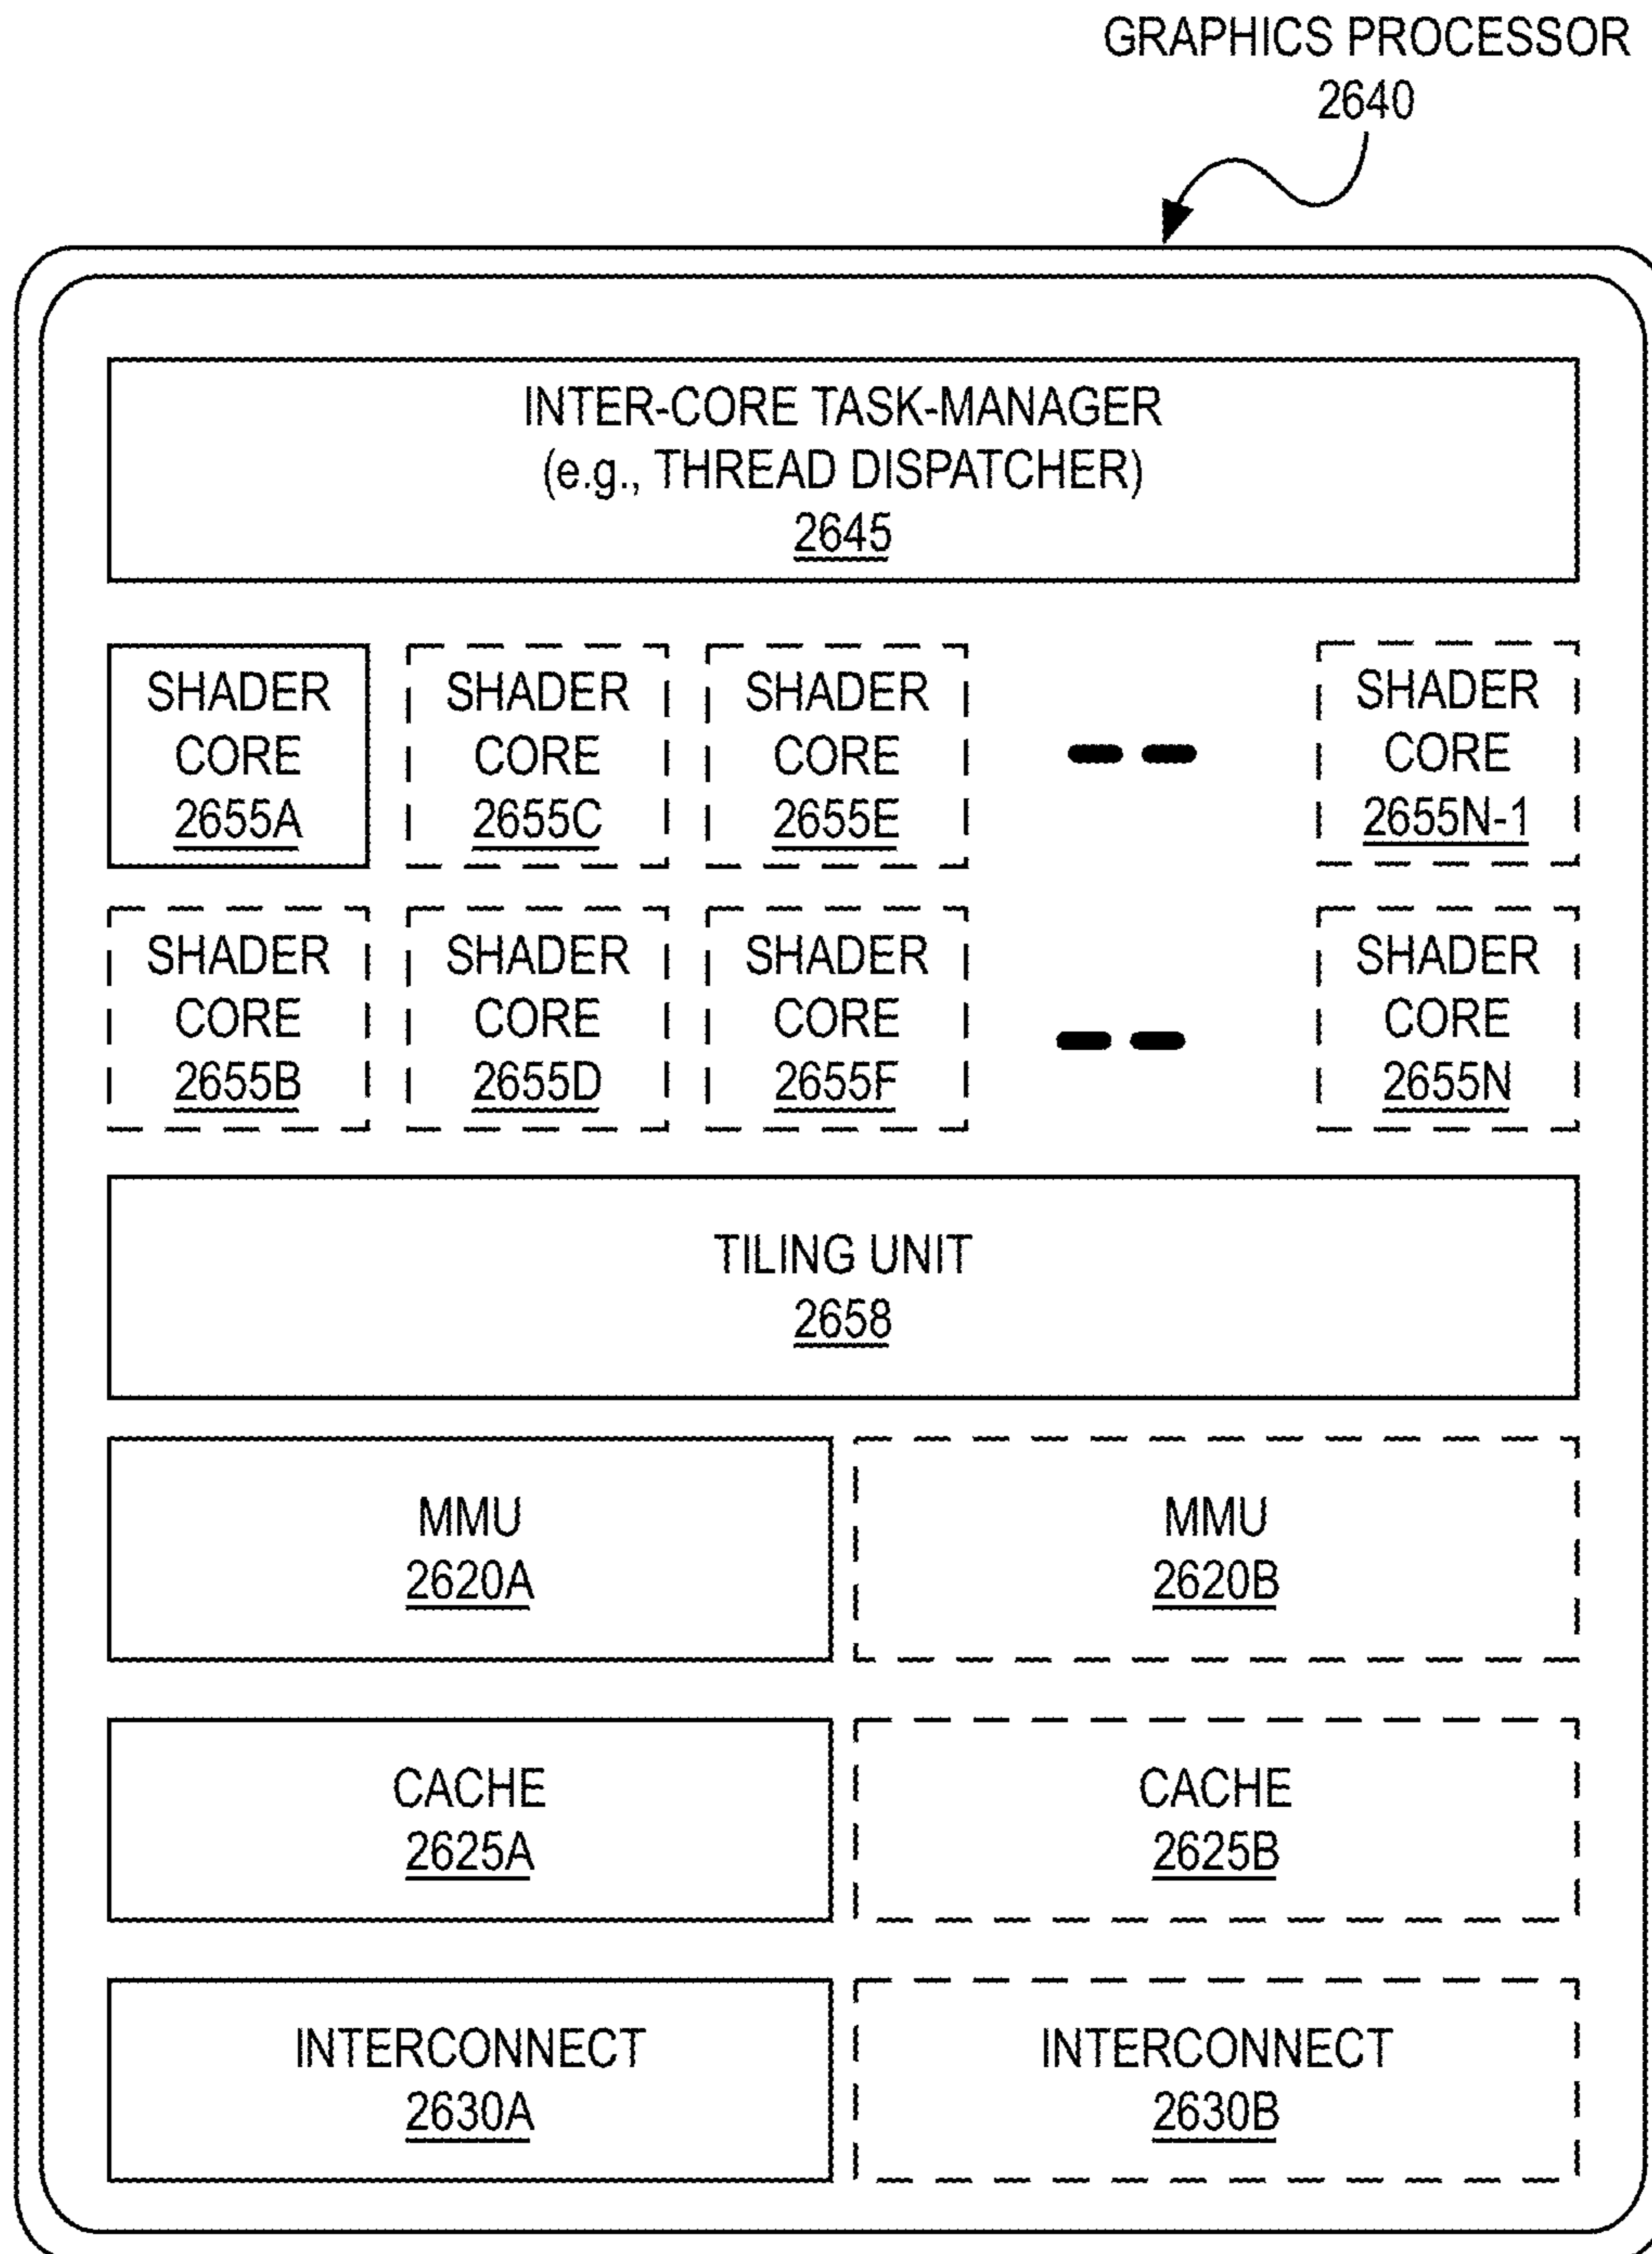 GRAPHICS PROCESSOR
2640
INTER-CORE TASK-MANAGER
(e.g., THREAD DISPATCHER)
2645
SHADER
CORE
2655A
SHADER
CORE
2655C
SHADER
CORE
2655E
SHADER
CORE
2655N-1
SHADER
CORE
2655B
SHADER
CORE
2655D
SHADER
CORE
2655F
SHADER
CORE
2655N
TILING UNIT
2658
MMU
2620A
MMU
2620B
CACHE
2625A
CACHE
2625B
INTERCONNECT
2630A
INTERCONNECT
2630B